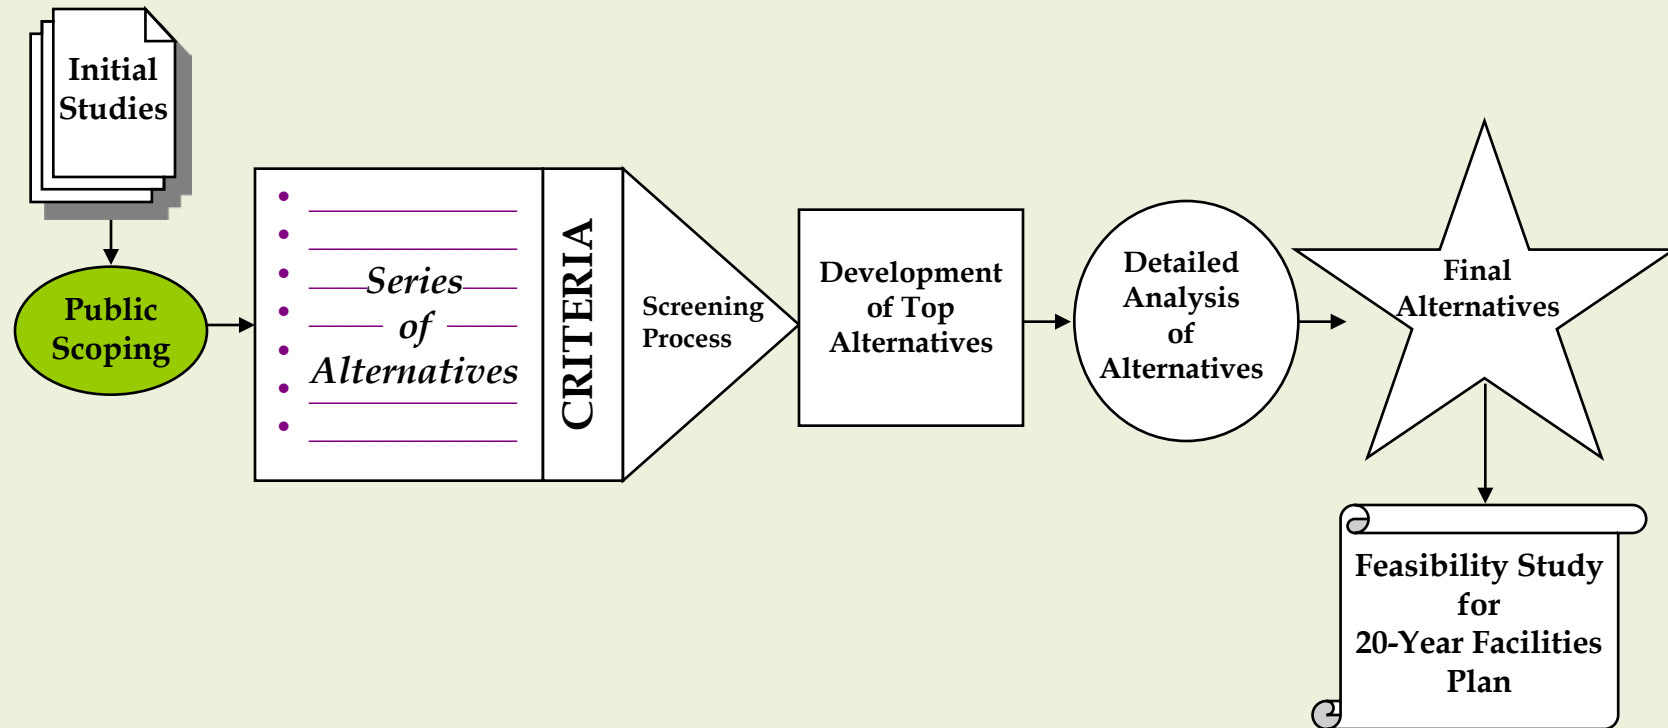 Initial
Studies
Public
Scoping
Series
of
Alternatives
CRITERIA
Screening
Process
Development
of Top
Alternatives
Detailed
Analysis
of
Alternatives
Final
Alternatives
Feasibility Study
for
20-Year Facilities
Plan